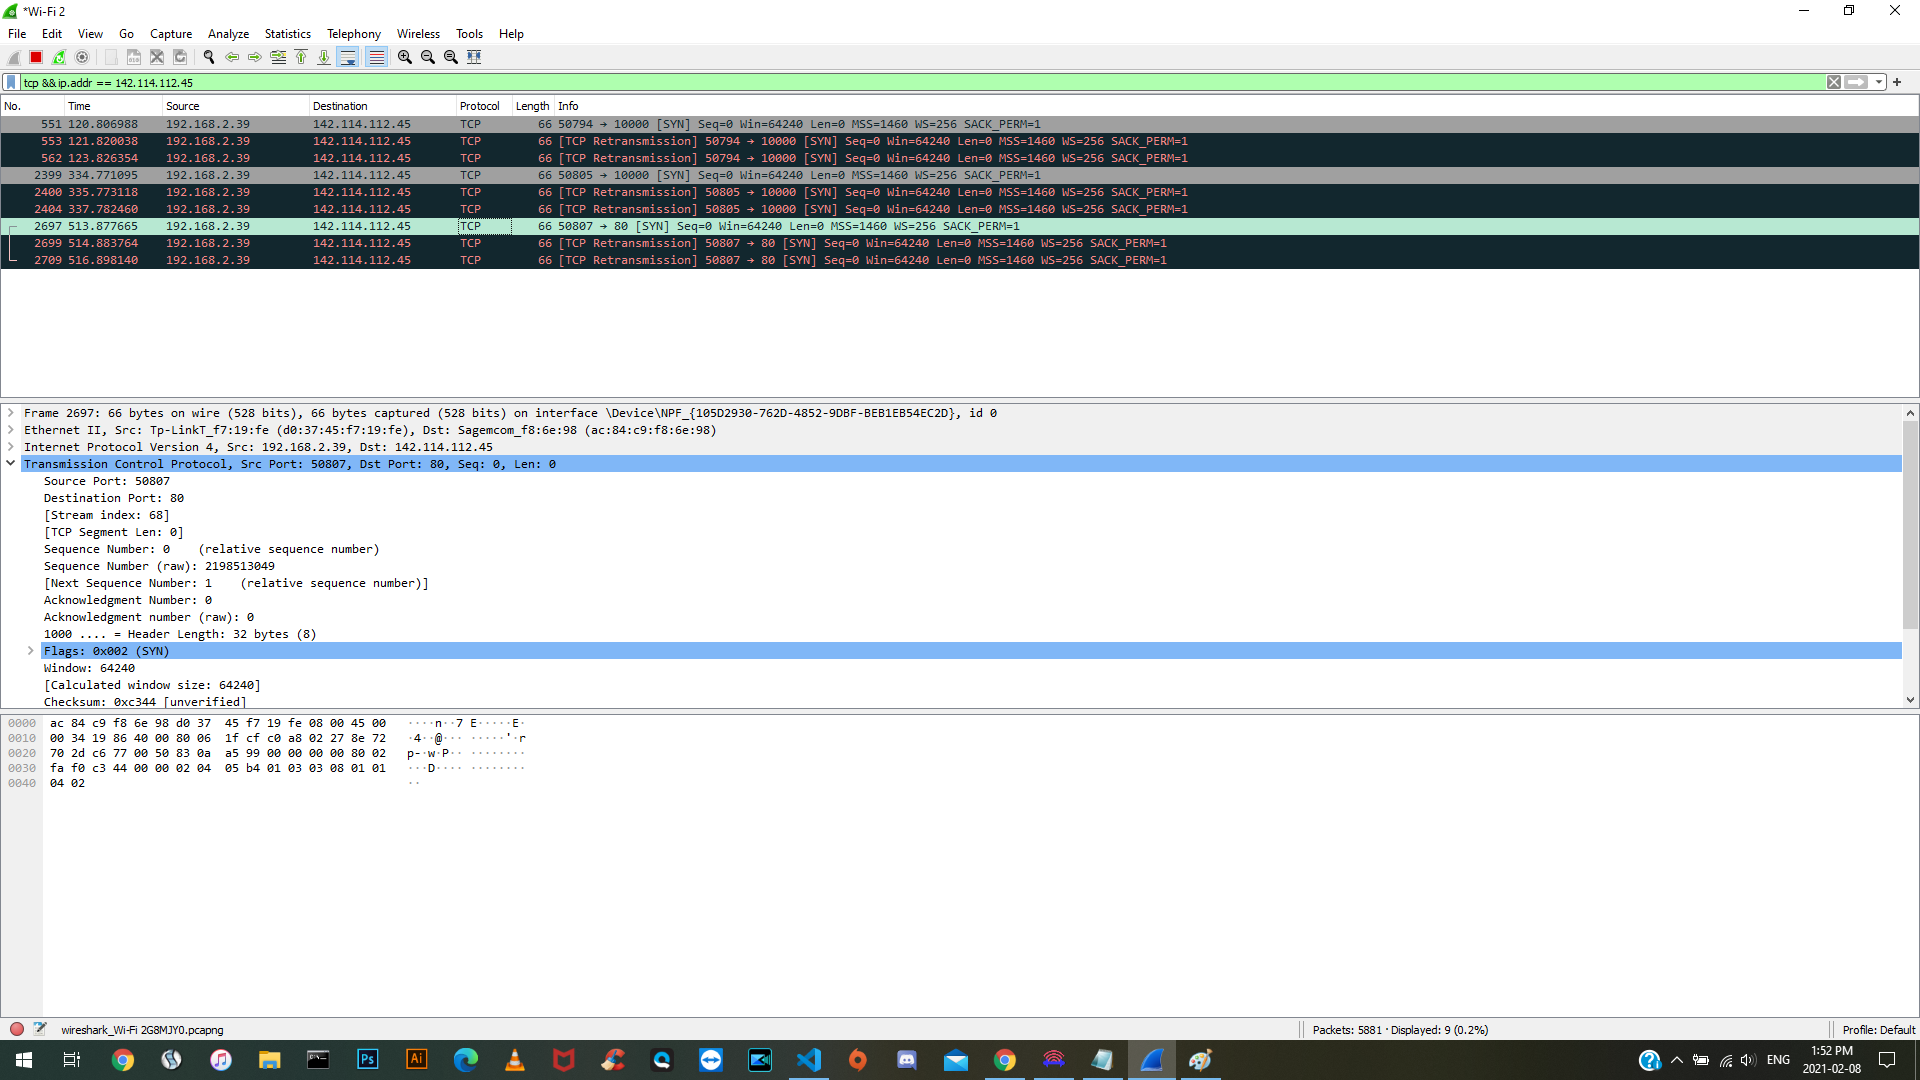 *Wi-Fi 2
File Edit View Go Capture Analyze Statistics Telephony Wireless Tools Help
tcp && ip.addr == 142.114.112.45
No. Time Source Destination Protocol Length Info
551 120.806988 192.168.2.39 142.114.112.45 TCP 66 50794 → 10000 [SYN] Seq=0 Win=64240 Len=0 MSS=1460 WS=256 SACK_PERM=1
553 121.820038 192.168.2.39 142.114.112.45 TCP 66 [TCP Retransmission] 50794 → 10000 [SYN] Seq=0 Win=64240 Len=0 MSS=1460 WS=256 SACK_PERM=1
562 123.826354 192.168.2.39 142.114.112.45 TCP 66 [TCP Retransmission] 50794 → 10000 [SYN] Seq=0 Win=64240 Len=0 MSS=1460 WS=256 SACK_PERM=1
2399 334.771095 192.168.2.39 142.114.112.45 TCP 66 50805 → 10000 [SYN] Seq=0 Win=64240 Len=0 MSS=1460 WS=256 SACK_PERM=1
2400 335.773118 192.168.2.39 142.114.112.45 TCP 66 [TCP Retransmission] 50805 → 10000 [SYN] Seq=0 Win=64240 Len=0 MSS=1460 WS=256 SACK_PERM=1
2404 337.782460 192.168.2.39 142.114.112.45 TCP 66 [TCP Retransmission] 50805 → 10000 [SYN] Seq=0 Win=64240 Len=0 MSS=1460 WS=256 SACK_PERM=1
2697 513.877665 192.168.2.39 142.114.112.45 TCP 66 50807 → 80 [SYN] Seq=0 Win=64240 Len=0 MSS=1460 WS=256 SACK_PERM=1
2699 514.883764 192.168.2.39 142.114.112.45 TCP 66 [TCP Retransmission] 50807 → 80 [SYN] Seq=0 Win=64240 Len=0 MSS=1460 WS=256 SACK_PERM=1
2709 516.898140 192.168.2.39 142.114.112.45 TCP 66 [TCP Retransmission] 50807 → 80 [SYN] Seq=0 Win=64240 Len=0 MSS=1460 WS=256 SACK_PERM=1
Frame 2697: 66 bytes on wire (528 bits), 66 bytes captured (528 bits) on interface \Device\NPF_{105D2930-762D-4852-9DBF-BEB1EB54EC2D}, id 0
Ethernet II, Src: Tp-LinkT_f7:19:fe (d0:37:45:f7:19:fe), Dst: Sagemcom_f8:6e:98 (ac:84:c9:f8:6e:98)
Internet Protocol Version 4, Src: 192.168.2.39, Dst: 142.114.112.45
Transmission Control Protocol, Src Port: 50807, Dst Port: 80, Seq: 0, Len: 0
Source Port: 50807
Destination Port: 80
[Stream index: 68]
[TCP Segment Len: 0]
Sequence Number: 0 (relative sequence number)
Sequence Number (raw): 2198513049
[Next Sequence Number: 1 (relative sequence number)]
Acknowledgment Number: 0
Acknowledgment number (raw): 0
1000 .... = Header Length: 32 bytes (8)
Flags: 0x002 (SYN)
Window: 64240
[Calculated window size: 64240]
Checksum: 0xc344 [unverified]
0000 ac 84 c9 f8 6e 98 d0 37 45 f7 19 fe 08 00 45 00 ····n··7 E·····E·
0010 00 34 19 86 40 00 80 06 1f cf c0 a8 02 27 8e 72 ·4··@··· ·····'·r
0020 70 2d c6 77 00 50 83 0a a5 99 00 00 00 00 80 02 p-·w·P·· ········
0030 fa f0 c3 44 00 00 02 04 05 b4 01 03 03 08 01 01 ···D···· ········
0040 04 02 ··
wireshark_Wi-Fi 2G8MJY0.pcapng Packets: 5881 · Displayed: 9 (0.2%) Profile: Default
Ps Ai ENG 1:52 PM
2021-02-08